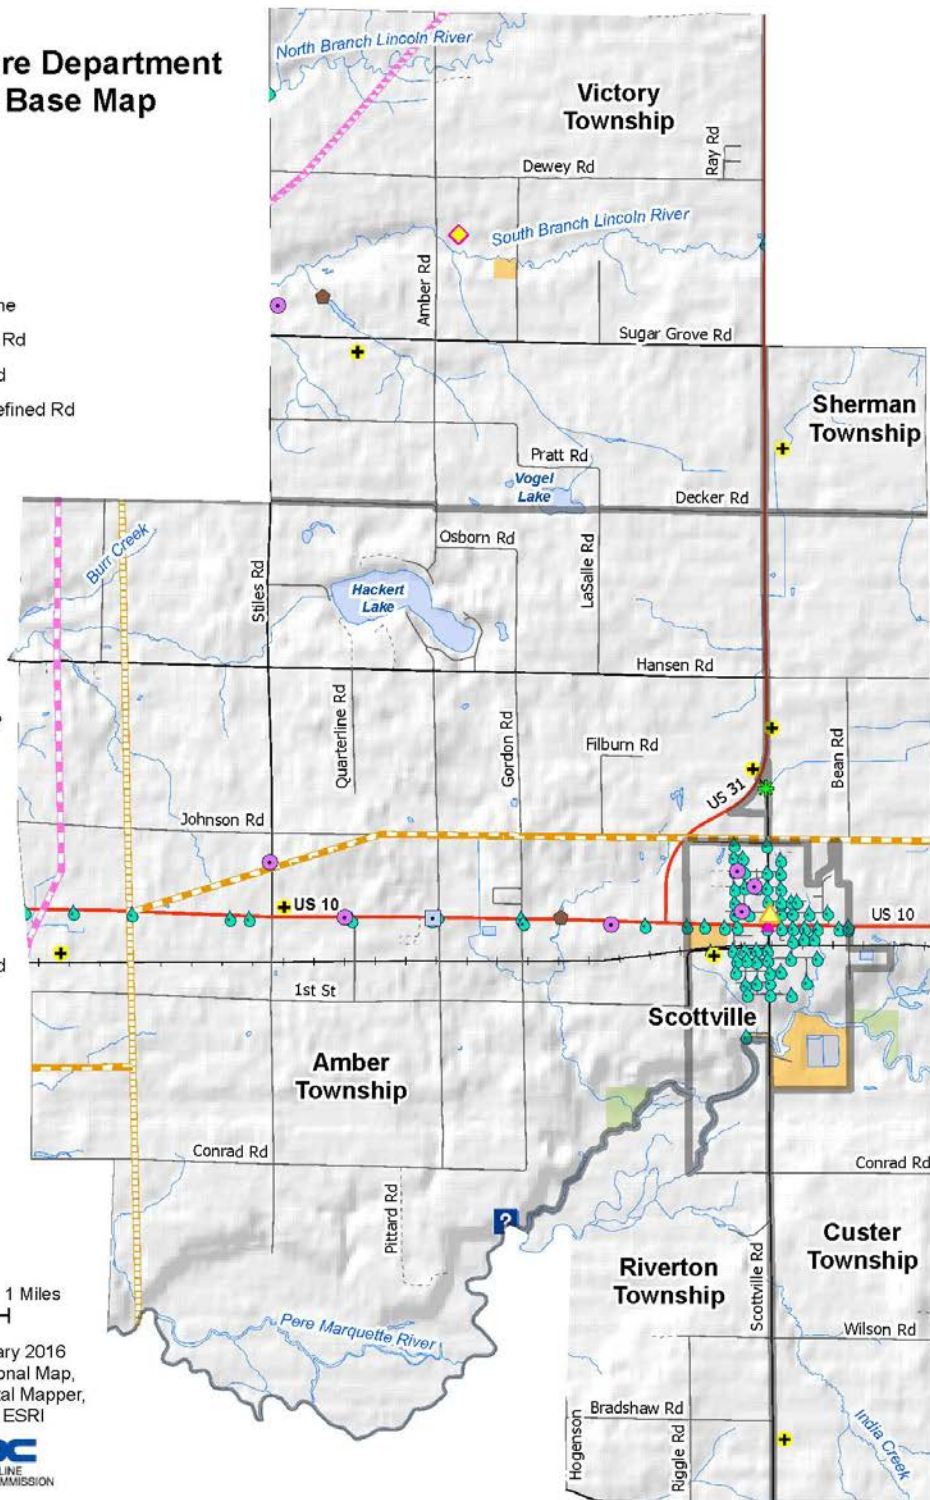 re Department
Base Map
North Branch Lincoln River
Victory
Township
Ray Rd
Dewey Rd
South Branch Lincoln River
Amber Rd
ne
Rd
d
efined Rd
Sugar Grove Rd
Sherman
Township
Pratt Rd
Vogel
Lake
Decker Rd
Burr Creek
Osborn Rd
LaSalle Rd
Stiles Rd
Hackert
Lake
Hansen Rd
Quarterline Rd
Gordon Rd
Filburn Rd
Bean Rd
US 31
Johnson Rd
US 10
US 10
d
1st St
Scottville
Amber
Township
Conrad Rd
Conrad Rd
Pittard Rd
?
Custer
Township
Riverton
Township
Scottville Rd
1 Miles
Pere Marquette River
Wilson Rd
ary 2016
onal Map,
al Mapper,
ESRI
Bradshaw Rd
Hogenson
Riggle Rd
India Creek
LINE
MMISSION